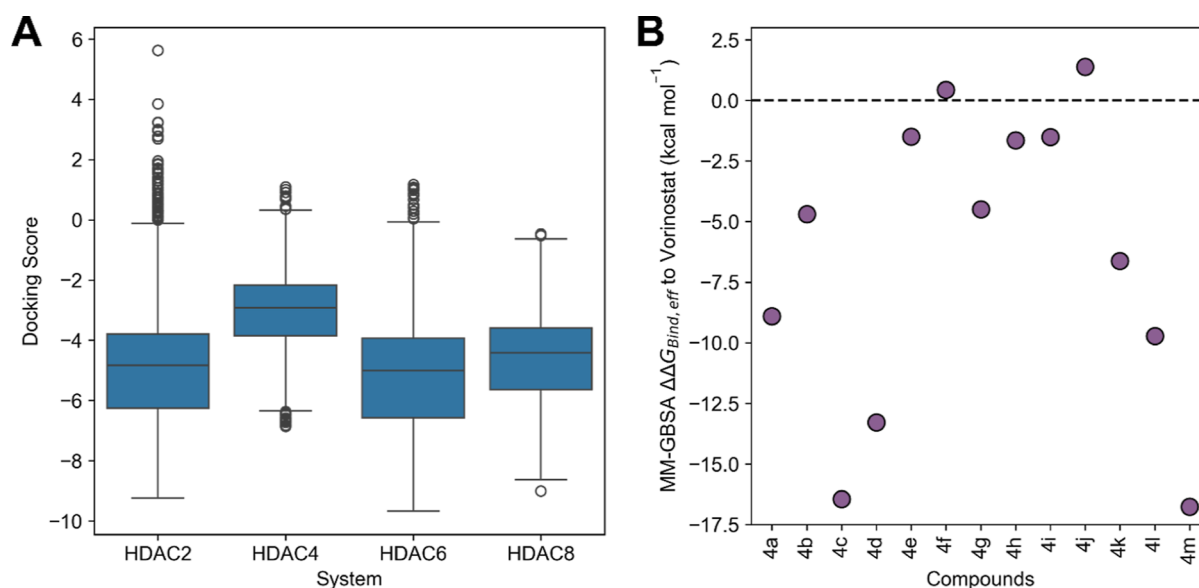 A
Docking Score
6
4
2
0
−2
−4
−6
−8
−10
HDAC2 HDAC4 HDAC6 HDAC8
System
B
MM-GBSA ΔΔG_Bind, eff to Vorinostat (kcal mol⁻¹)
2.5
0.0
−2.5
−5.0
−7.5
−10.0
−12.5
−15.0
−17.5
4a 4b 4c 4d 4e 4f 4g 4h 4i 4j 4k 4l 4m
Compounds